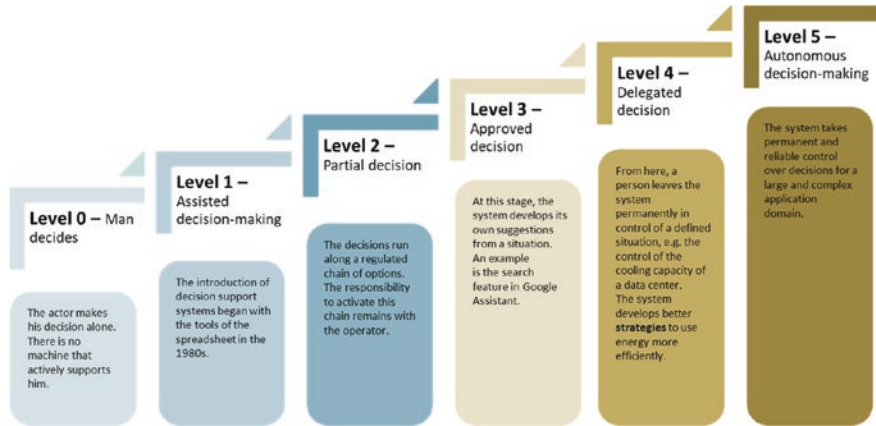 Level 0 – Man
decides
The actor makes
his decision alone.
There is no
machine that
actively supports
him.
Level 1 –
Assisted
decision-making
The introduction of
decision support
systems began with
the tools of the
spreadsheet in the
1980s.
Level 2 –
Partial decision
The decisions run
along a regulated
chain of options.
The responsibility
to activate this
chain remains with
the operator.
Level 3 –
Approved
decision
At this stage, the
system develops its
own suggestions
from a situation.
An example
is the search
feature in Google
Assistant.
Level 4 –
Delegated
decision
From here, a
person leaves the
system
permanently in
control of a defined
situation, e.g. the
control of the
cooling capacity of
a data center.
The system
develops better
strategies to use
energy more
efficiently.
Level 5 –
Autonomous
decision-making
The system takes
permanent and
reliable control
over decisions for a
large and complex
application
domain.